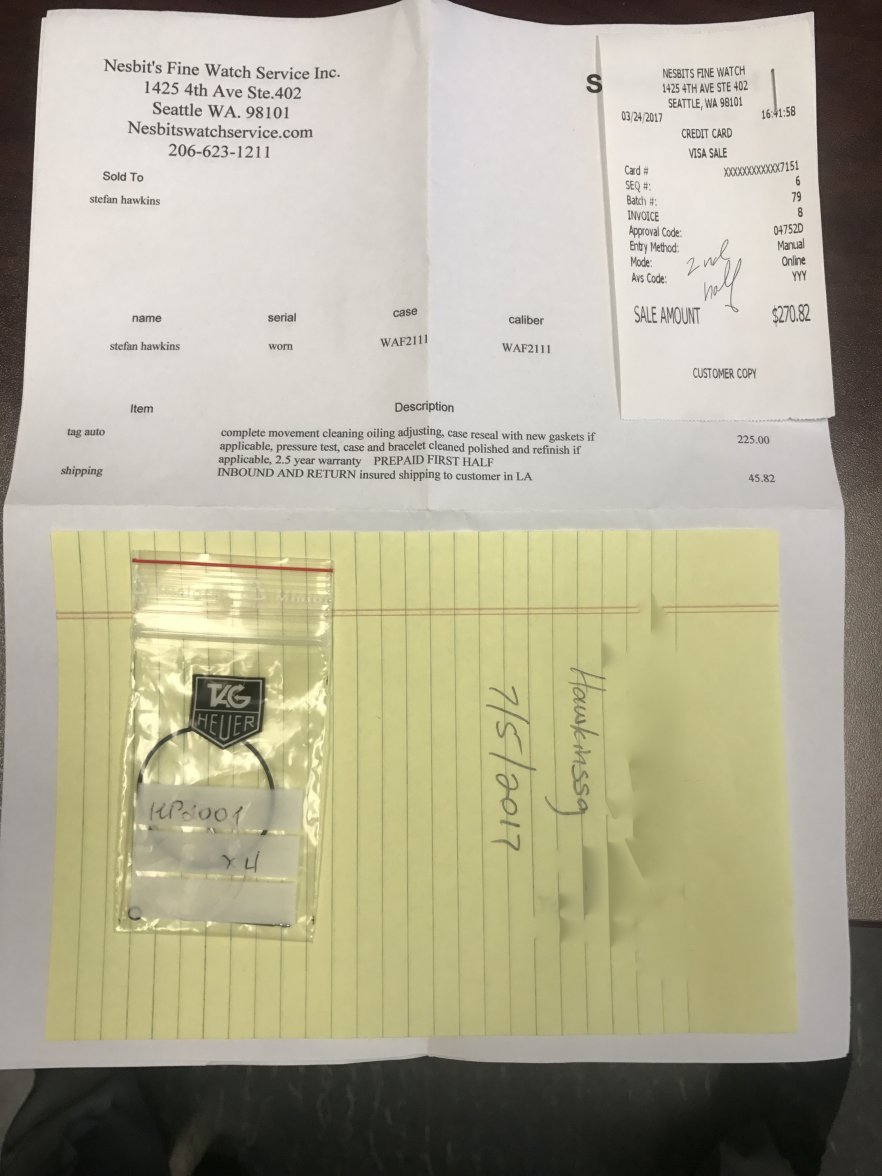 Nesbit's Fine Watch Service Inc.
1425 4th Ave Ste.402
Seattle WA. 98101
Nesbitswatchservice.com
206-623-1211
Sold To
stefan hawkins
S
NESBITS FINE WATCH
1425 4TH AVE STE 402
SEATTLE, WA 98101
03/24/2017 16:41:58
CREDIT CARD
VISA SALE
Card # XXXXXXXXXXXX7151
SEQ #: 6
Batch #: 79
INVOICE 8
Approval Code: 04752D
Entry Method: Manual
Mode: Online
Avs Code: YYY
2nd
half
SALE AMOUNT $270.82
CUSTOMER COPY
name serial case caliber
stefan hawkins worn WAF2111 WAF2111
Item Description
tag auto complete movement cleaning oiling adjusting, case reseal with new gaskets if 225.00
applicable, pressure test, case and bracelet cleaned polished and refinish if
applicable, 2.5 year warranty PREPAID FIRST HALF
shipping INBOUND AND RETURN insured shipping to customer in LA 45.82
TAG
HEUER
x4
Hawkinssg
7/5/2017